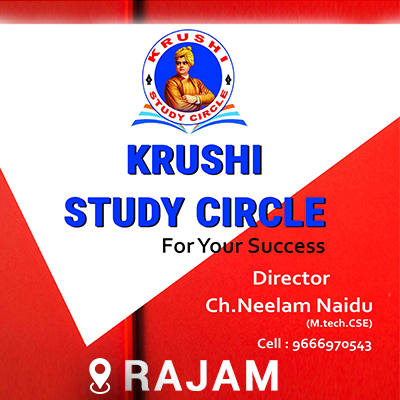 KRUSHI
STUDY CIRCLE
KRUSHI
STUDY CIRCLE
For Your Success
Director
Ch.Neelam Naidu
(M.tech.CSE)
Cell : 9666970543
RAJAM